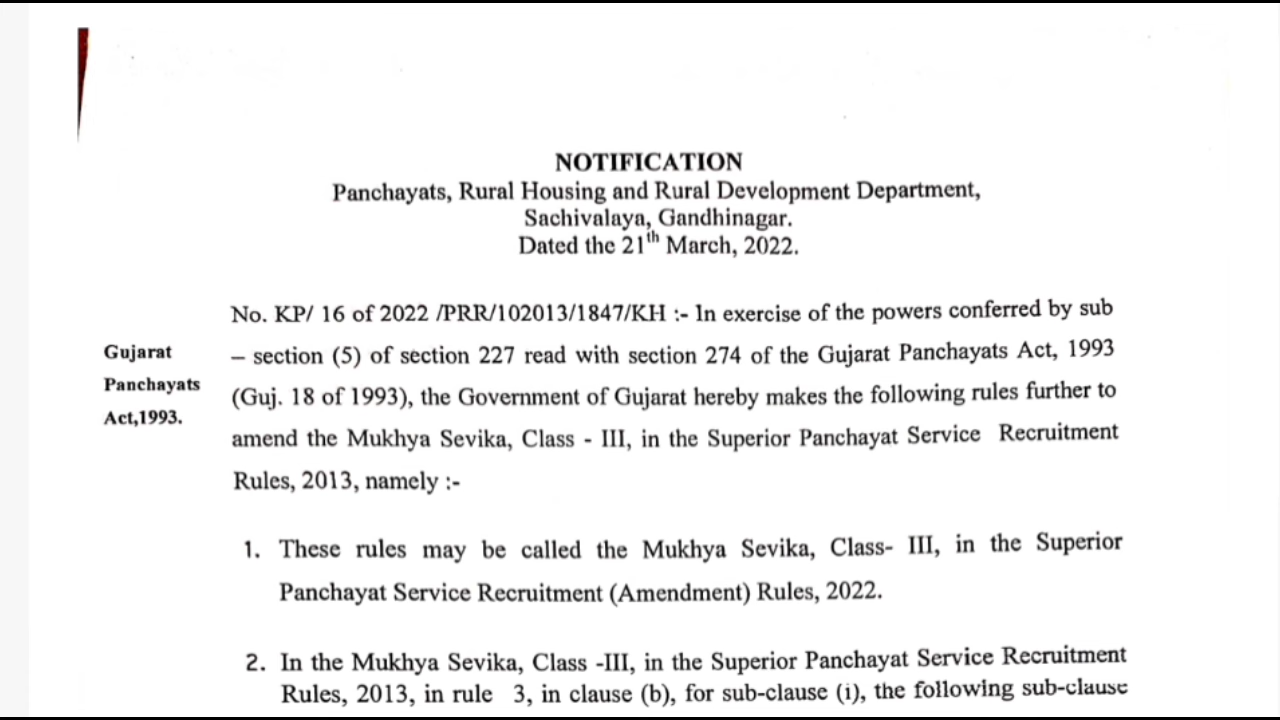 NOTIFICATION
Panchayats, Rural Housing and Rural Development Department,
Sachivalaya, Gandhinagar.
Dated the 21th March, 2022.
No. KP/ 16 of 2022 /PRR/102013/1847/KH :- In exercise of the powers conferred by sub
Gujarat
Panchayats
Act,1993.
– section (5) of section 227 read with section 274 of the Gujarat Panchayats Act, 1993
(Guj. 18 of 1993), the Government of Gujarat hereby makes the following rules further to
amend the Mukhya Sevika, Class - III, in the Superior Panchayat Service Recruitment
Rules, 2013, namely :-
1. These rules may be called the Mukhya Sevika, Class- III, in the Superior
Panchayat Service Recruitment (Amendment) Rules, 2022.
2. In the Mukhya Sevika, Class -III, in the Superior Panchayat Service Recruitment
Rules, 2013, in rule 3, in clause (b), for sub-clause (i), the following sub-clause